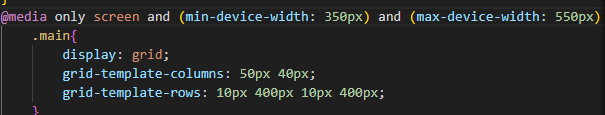 @media only screen and (min-device-width: 350px) and (max-device-width: 550px)
.main{
display: grid;
grid-template-columns: 50px 40px;
grid-template-rows: 10px 400px 10px 400px;
}